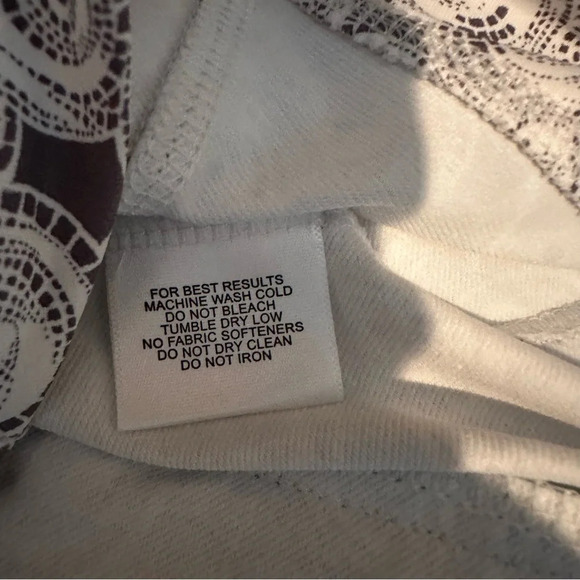 FOR BEST RESULTS
MACHINE WASH COLD
DO NOT BLEACH
TUMBLE DRY LOW
NO FABRIC SOFTENERS
DO NOT DRY CLEAN
DO NOT IRON